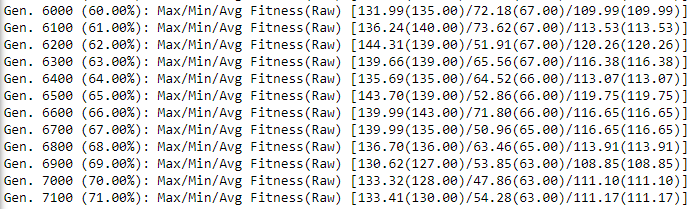 Gen. 6000 (60.00%): Max/Min/Avg Fitness(Raw) [131.99(135.00)/72.18(67.00)/109.99(109.99)]
Gen. 6100 (61.00%): Max/Min/Avg Fitness(Raw) [136.24(140.00)/73.62(67.00)/113.53(113.53)]
Gen. 6200 (62.00%): Max/Min/Avg Fitness(Raw) [144.31(139.00)/51.91(67.00)/120.26(120.26)]
Gen. 6300 (63.00%): Max/Min/Avg Fitness(Raw) [139.66(139.00)/65.56(67.00)/116.38(116.38)]
Gen. 6400 (64.00%): Max/Min/Avg Fitness(Raw) [135.69(135.00)/64.52(66.00)/113.07(113.07)]
Gen. 6500 (65.00%): Max/Min/Avg Fitness(Raw) [143.70(139.00)/52.86(66.00)/119.75(119.75)]
Gen. 6600 (66.00%): Max/Min/Avg Fitness(Raw) [139.99(143.00)/71.80(66.00)/116.65(116.65)]
Gen. 6700 (67.00%): Max/Min/Avg Fitness(Raw) [139.99(135.00)/50.96(65.00)/116.65(116.65)]
Gen. 6800 (68.00%): Max/Min/Avg Fitness(Raw) [136.70(136.00)/63.46(65.00)/113.91(113.91)]
Gen. 6900 (69.00%): Max/Min/Avg Fitness(Raw) [130.62(127.00)/53.85(63.00)/108.85(108.85)]
Gen. 7000 (70.00%): Max/Min/Avg Fitness(Raw) [133.32(128.00)/47.86(63.00)/111.10(111.10)]
Gen. 7100 (71.00%): Max/Min/Avg Fitness(Raw) [133.41(130.00)/54.28(63.00)/111.17(111.17)]